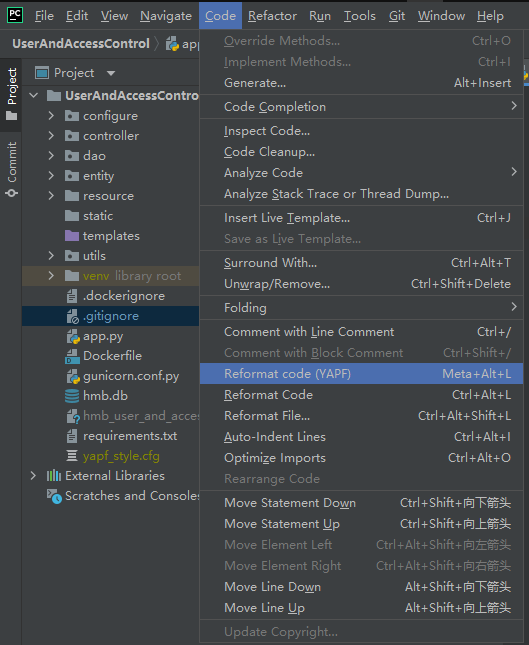 PC File Edit View Navigate Code Refactor Run Tools Git Window Help
UserAndAccessControl app
Project
Commit
Project
UserAndAccessContro
configure
controller
dao
entity
resource
static
templates
utils
venv library root
.dockerignore
.gitignore
app.py
Dockerfile
gunicorn.conf.py
hmb.db
hmb_user_and_acces
requirements.txt
yapf_style.cfg
External Libraries
Scratches and Consoles
Override Methods... Ctrl+O
Implement Methods... Ctrl+I
Generate... Alt+Insert
Code Completion
Inspect Code...
Code Cleanup...
Analyze Code
Analyze Stack Trace or Thread Dump...
Insert Live Template... Ctrl+J
Save as Live Template...
Surround With... Ctrl+Alt+T
Unwrap/Remove... Ctrl+Shift+Delete
Folding
Comment with Line Comment Ctrl+/
Comment with Block Comment Ctrl+Shift+/
Reformat code (YAPF) Meta+Alt+L
Reformat Code Ctrl+Alt+L
Reformat File... Ctrl+Alt+Shift+L
Auto-Indent Lines Ctrl+Alt+I
Optimize Imports Ctrl+Alt+O
Rearrange Code
Move Statement Down Ctrl+Shift+向下箭头
Move Statement Up Ctrl+Shift+向上箭头
Move Element Left Ctrl+Alt+Shift+向左箭头
Move Element Right Ctrl+Alt+Shift+向右箭头
Move Line Down Alt+Shift+向下箭头
Move Line Up Alt+Shift+向上箭头
Update Copyright...